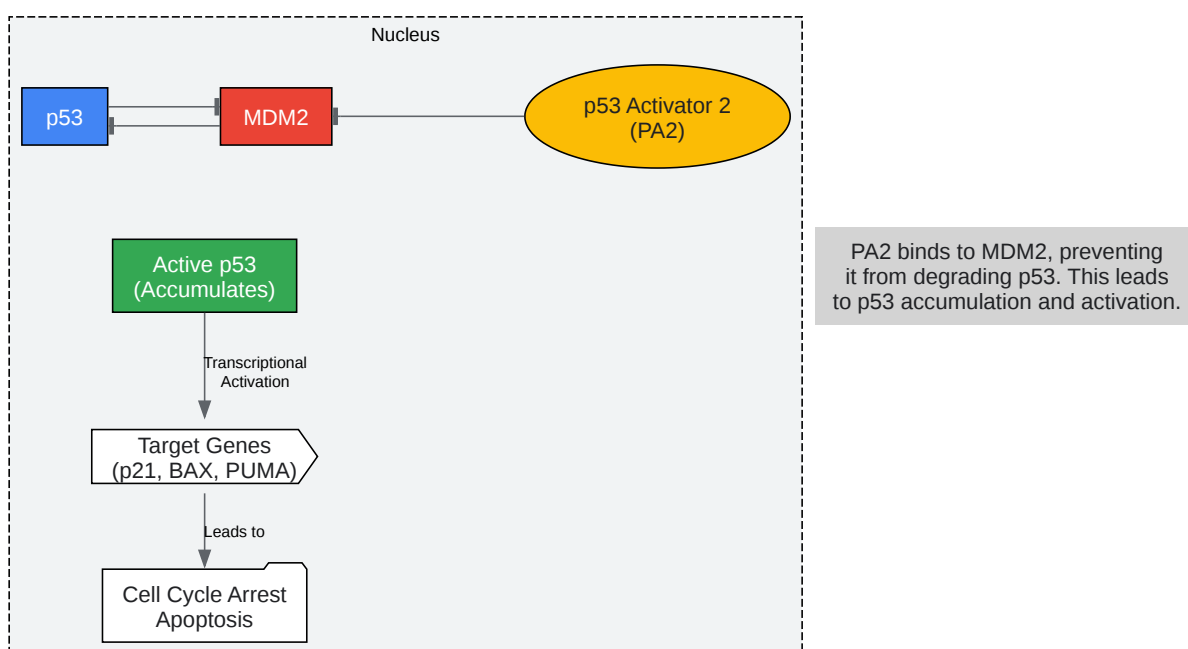 Nucleus
p53
MDM2
p53 Activator 2
(PA2)
Active p53
(Accumulates)
PA2 binds to MDM2, preventing
it from degrading p53. This leads
to p53 accumulation and activation.
Transcriptional
Activation
Target Genes
(p21, BAX, PUMA)
Leads to
Cell Cycle Arrest
Apoptosis